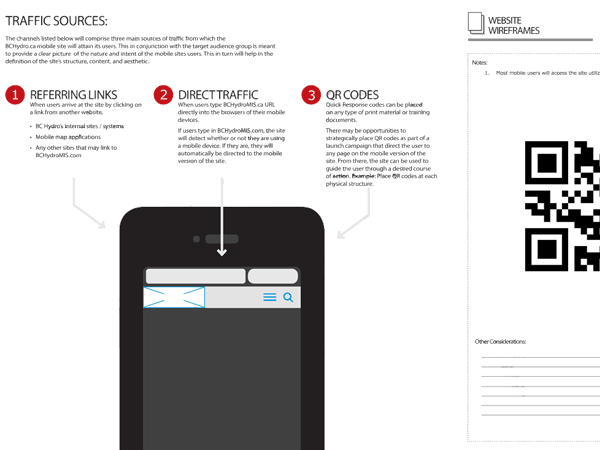 TRAFFIC SOURCES:
The channels listed below will comprise three main sources of traffic from which the
BCHydro.ca mobile site will attain its users. This in conjunction with the target audience group is meant
to provide a clear picture of the nature and intent of the mobile sites users. This in turn will help in the
definition of the site's structure, content, and aesthetic.
1 REFERRING LINKS
When users arrive at the site by clicking on
a link from another website.
• BC Hydro's internal sites / systems
• Mobile map applications
• Any other sites that may link to
BCHydroMIS.com
2 DIRECT TRAFFIC
When users type BCHydroMIS.ca URL
directly into the browsers of their mobile
devices.
If users type in BCHydroMIS.com, the site
will detect whether or not they are using
a mobile device. If they are, they will
automatically be directed to the mobile
version of the site.
3 QR CODES
Quick Response codes can be placed
on any type of print material or training
documents.
There may be opportunities to
strategically place QR codes as part of a
launch campaign that direct the user to
any page on the mobile version of the
site. From there, the site can be used to
guide the user through a desired course
of action. Example: Place QR codes at each
physical structure.
WEBSITE
WIREFRAMES
Notes:
1. Most mobile users will access the site utiliz
Other Considerations: